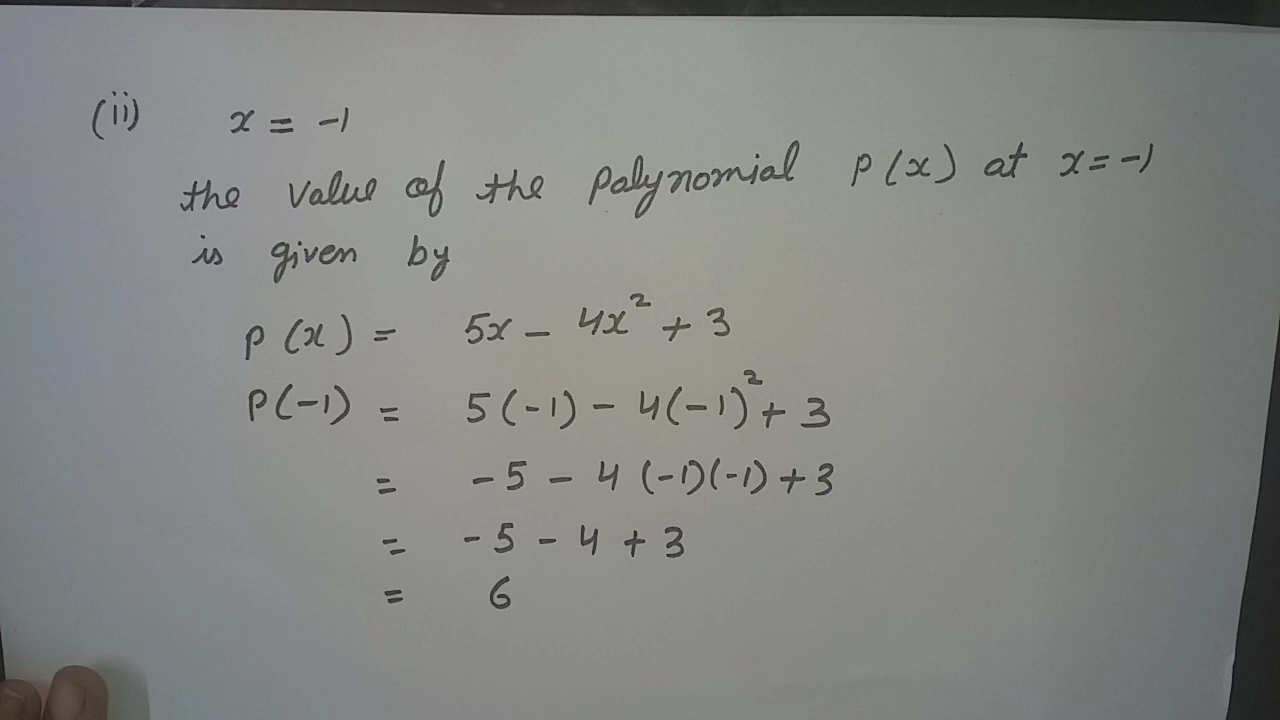 (ii) x = -1
the value of the palynomial p(x) at x=-1
is given by
p(x) = 5x - 4x² + 3
p(-1) = 5(-1) - 4(-1)² + 3
= -5 - 4(-1)(-1) + 3
= -5 - 4 + 3
= 6